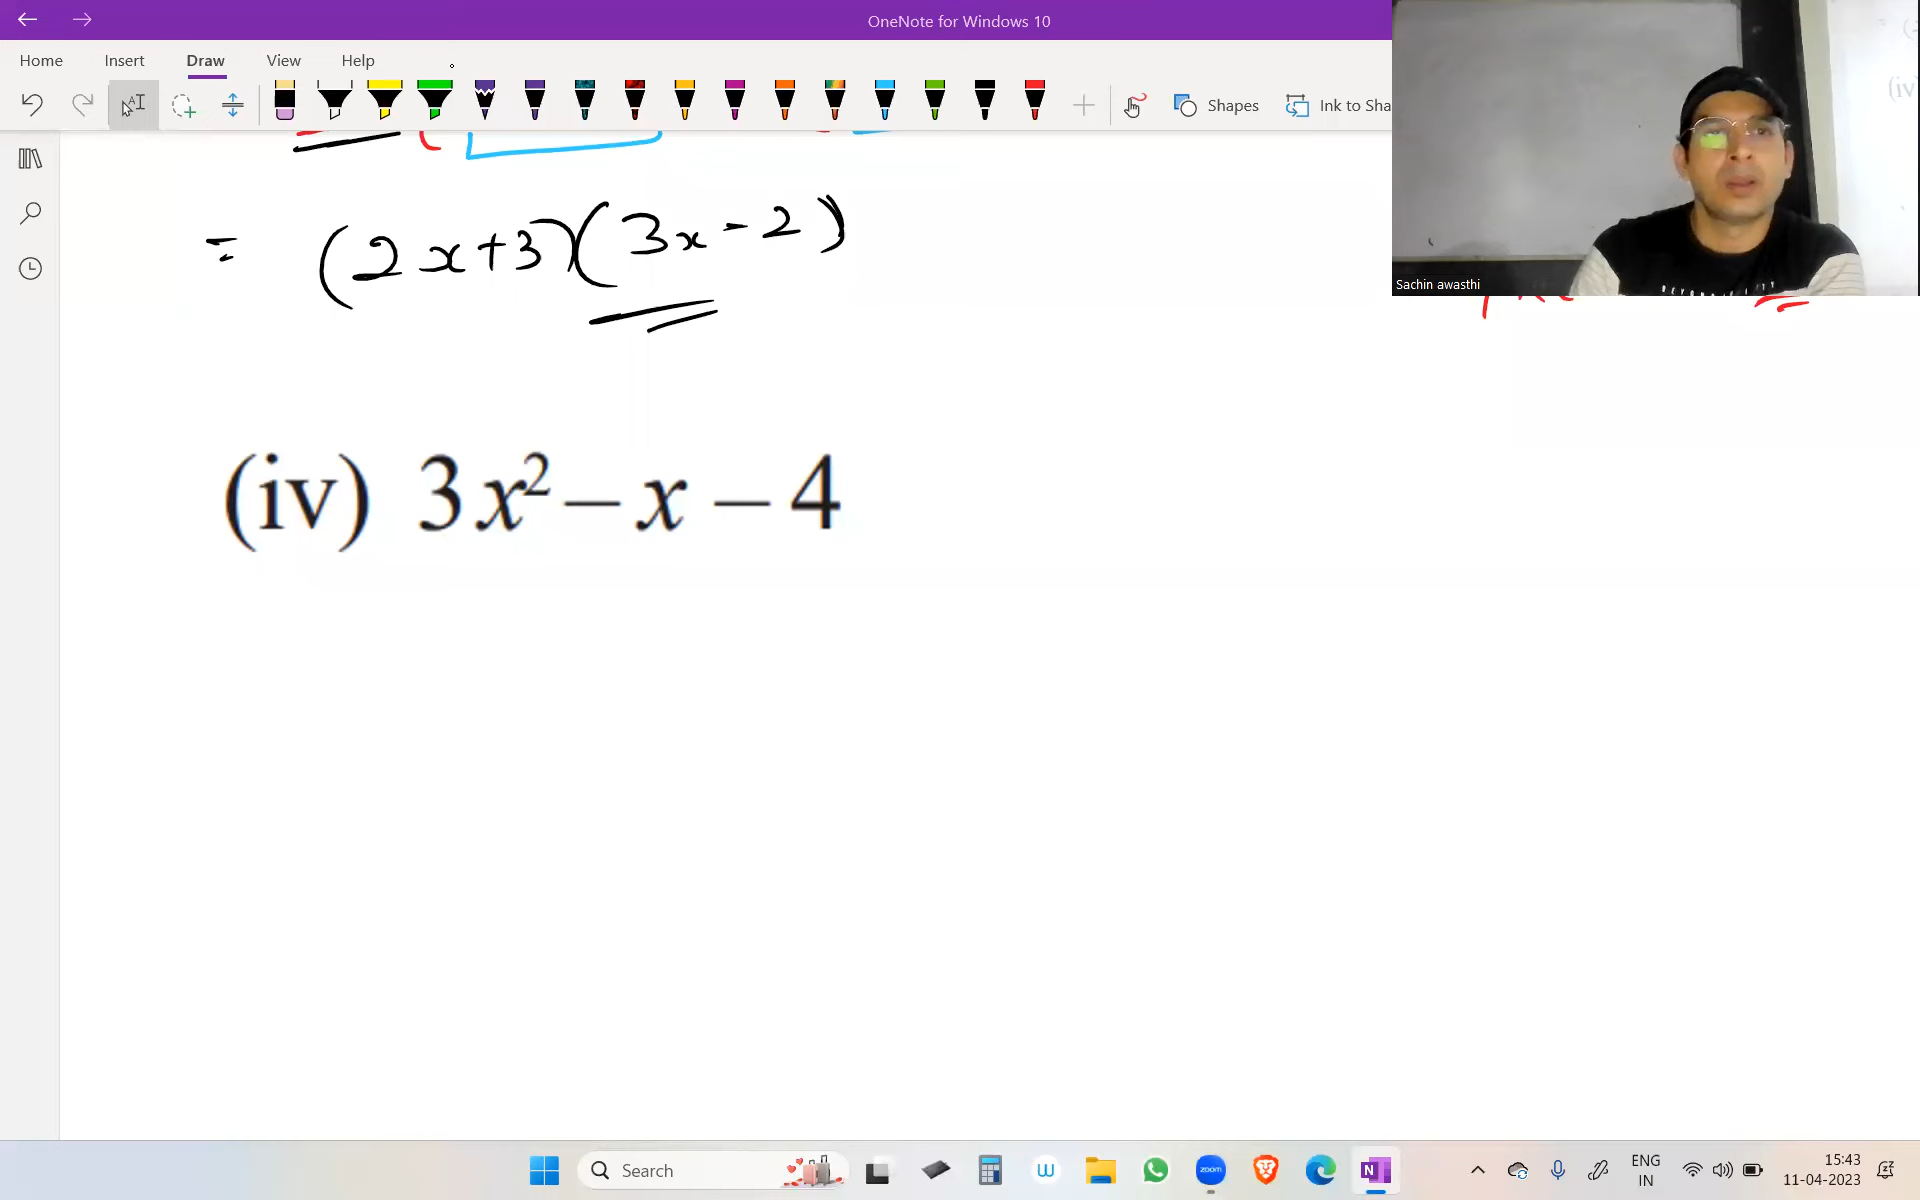 OneNote for Windows 10
Home Insert Draw View Help
Shapes Ink to Sha
= (2x+3)(3x-2)
Sachin awasthi
(iv) 3x² – x – 4
Search
zoom
ENG
IN
15:43
11-04-2023